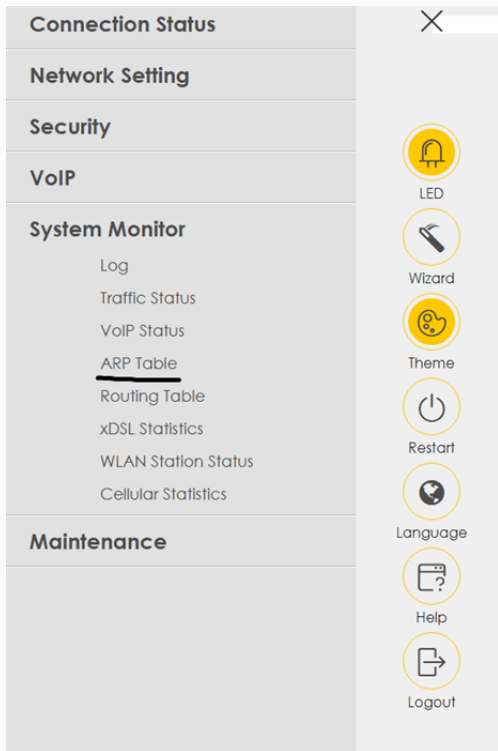 Connection Status
Network Setting
Security
VoIP
System Monitor
Log
Traffic Status
VoIP Status
ARP Table
Routing Table
xDSL Statistics
WLAN Station Status
Cellular Statistics
Maintenance
LED
Wizard
Theme
Restart
Language
Help
Logout